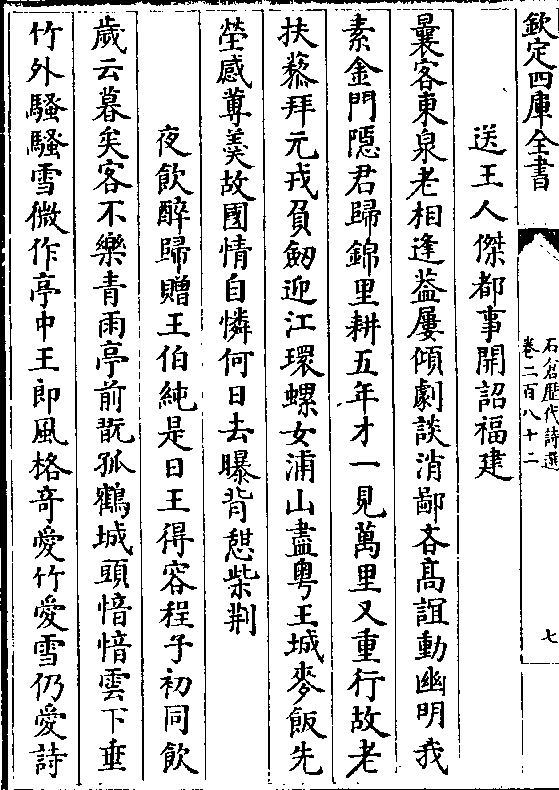 欽定四庫全書
石倉歷代詩選
卷二百八十二
七
送王人傑都事開詔福建
曩客東泉老相逢葢屢傾劇談消鄙吝髙誼動幽明我
素金門隱君歸錦里耕五年才一見萬里又重行故老
扶藜拜元戎負劒迎江環螺女浦山盡粤王城麥飯先
塋感蓴羮故國情自憐何日去曝背憇柴荆
夜飲醉歸贈王伯純是日王得容程子初同飲
歲云暮矣客不樂青雨亭前翫孤鶴城頭愔愔雲下垂
竹外騷騷雪微作亭中王郎風格竒愛竹愛雪仍愛詩